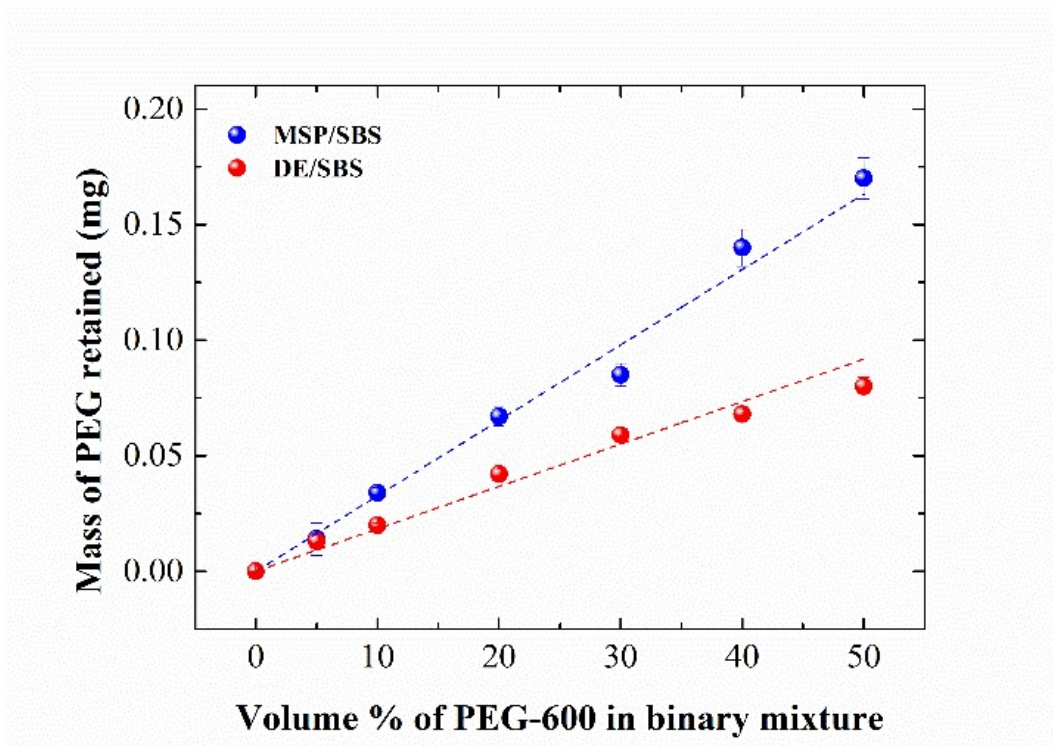 0.20
0.15
0.10
0.05
0.00
Mass of PEG retained (mg)
MSP/SBS
DE/SBS
0 10 20 30 40 50
Volume % of PEG-600 in binary mixture